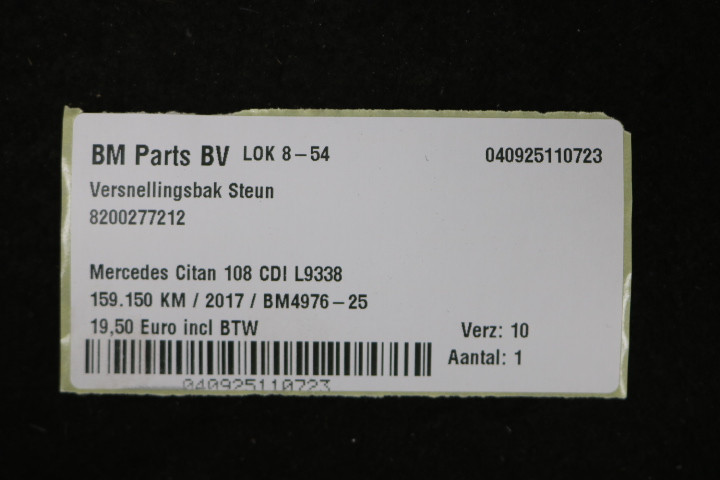 BM Parts BV LOK 8-54 040925110723
Versnellingsbak Steun
8200277212
Mercedes Citan 108 CDI L9338
159.150 KM / 2017 / BM4976-25
19,50 Euro incl BTW Verz: 10
Aantal: 1
040925110723